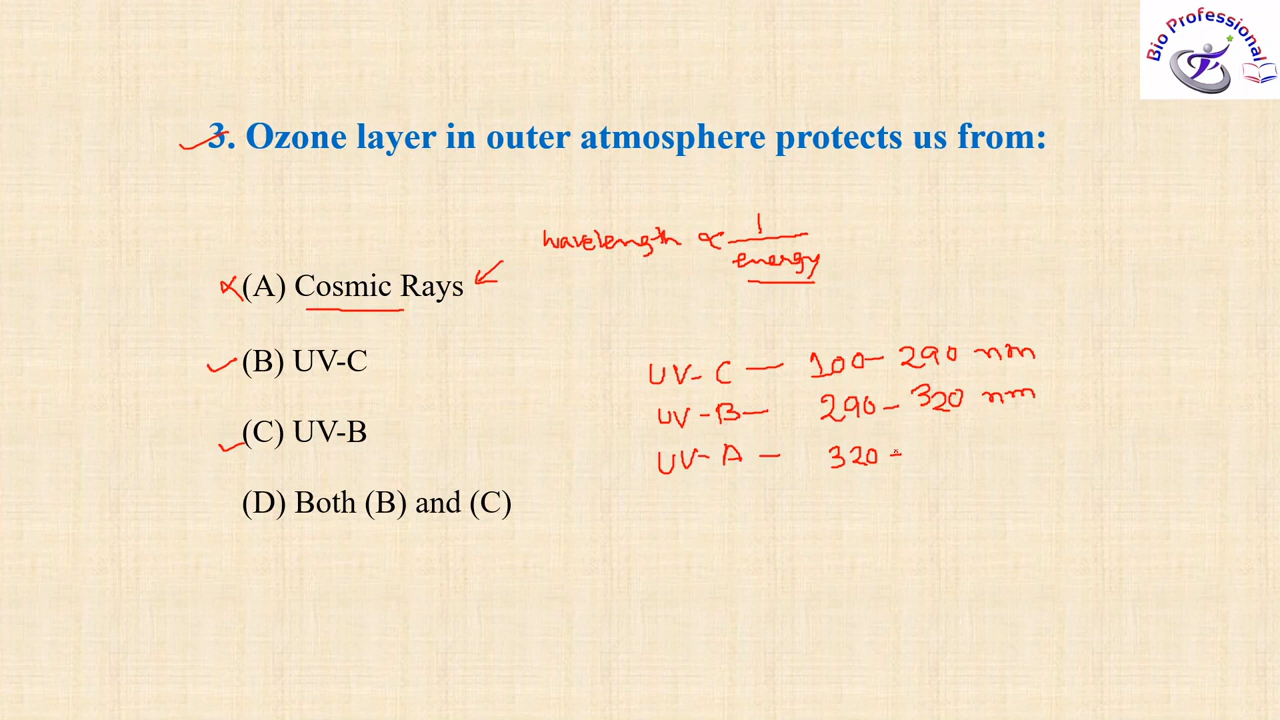 Bio Professional
3. Ozone layer in outer atmosphere protects us from:
wavelength ∝ 1/energy
(A) Cosmic Rays
(B) UV-C
UV-C — 100-290 nm
UV-B — 290-320 nm
(C) UV-B
UV-A — 320 -
(D) Both (B) and (C)